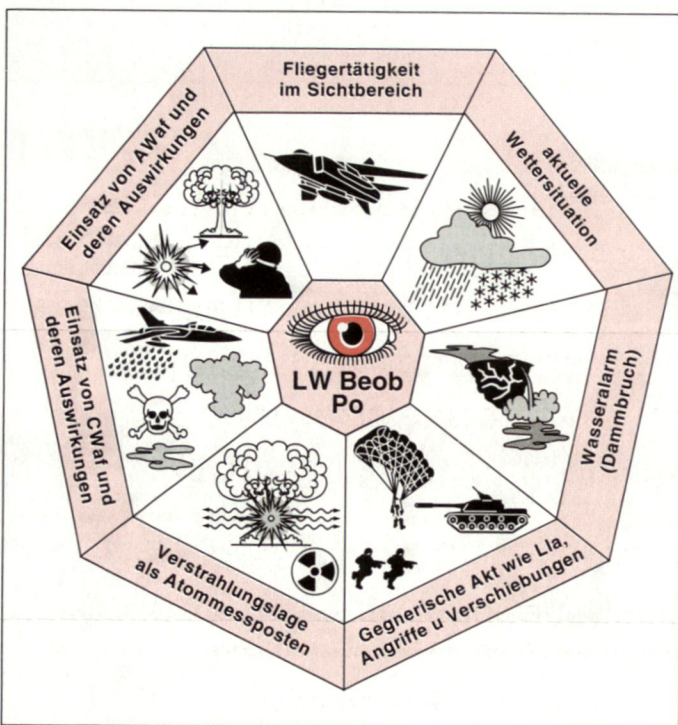 Fliegertätigkeit
im Sichtbereich
aktuelle
Wettersituation
Wasseralarm
(Dammbruch)
Gegnerische Akt wie Lla,
Angriffe u Verschiebungen
Verstrahlungslage
als Atommessposten
Einsatz von CWaf und
deren Auswirkungen
Einsatz von AWaf und
deren Auswirkungen
LW Beob
Po